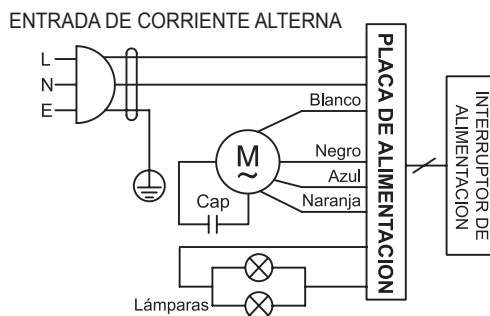 ENTRADA DE CORRIENTE ALTERNA
L
N
E
Blanco
M
~
Negro
Azul
Naranja
Cap
Lámparas
PLACA DE ALIMENTACION
INTERRUPTOR DE
ALIMENTACION